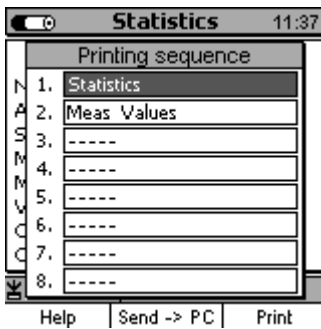 Statistics 11:37
Printing sequence
1. Statistics
2. Meas Values
3. -----
4. -----
5. -----
6. -----
7. -----
8. -----
N
A
S
M
M
V
C
C
Help Send -> PC Print